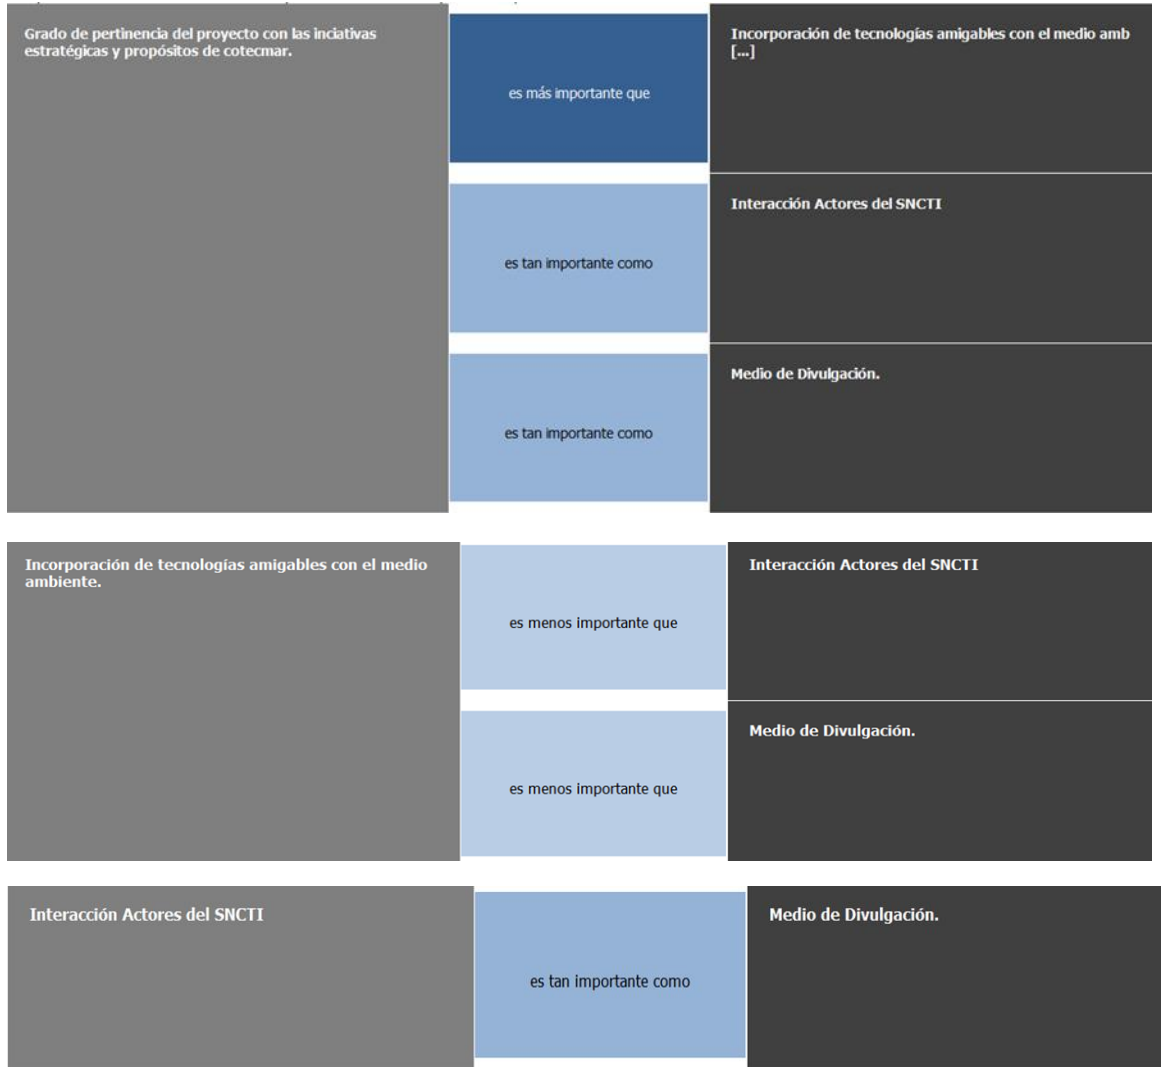 Grado de pertinencia del proyecto con las inciativas
estratégicas y propósitos de cotecmar.
es más importante que
Incorporación de tecnologías amigables con el medio amb
[...]
es tan importante como
Interacción Actores del SNCTI
es tan importante como
Medio de Divulgación.
Incorporación de tecnologías amigables con el medio
ambiente.
es menos importante que
Interacción Actores del SNCTI
es menos importante que
Medio de Divulgación.
Interacción Actores del SNCTI
es tan importante como
Medio de Divulgación.